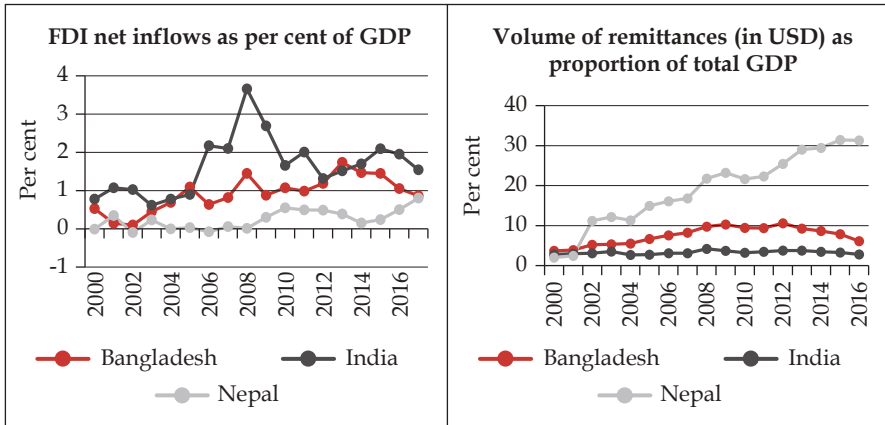 FDI net inflows as per cent of GDP
Per cent
4
3
2
1
0
-1
2000
2002
2004
2006
2008
2010
2012
2014
2016
Bangladesh
India
Nepal
Volume of remittances (in USD) as
proportion of total GDP
Per cent
40
30
20
10
0
2000
2002
2004
2006
2008
2010
2012
2014
2016
Bangladesh
India
Nepal